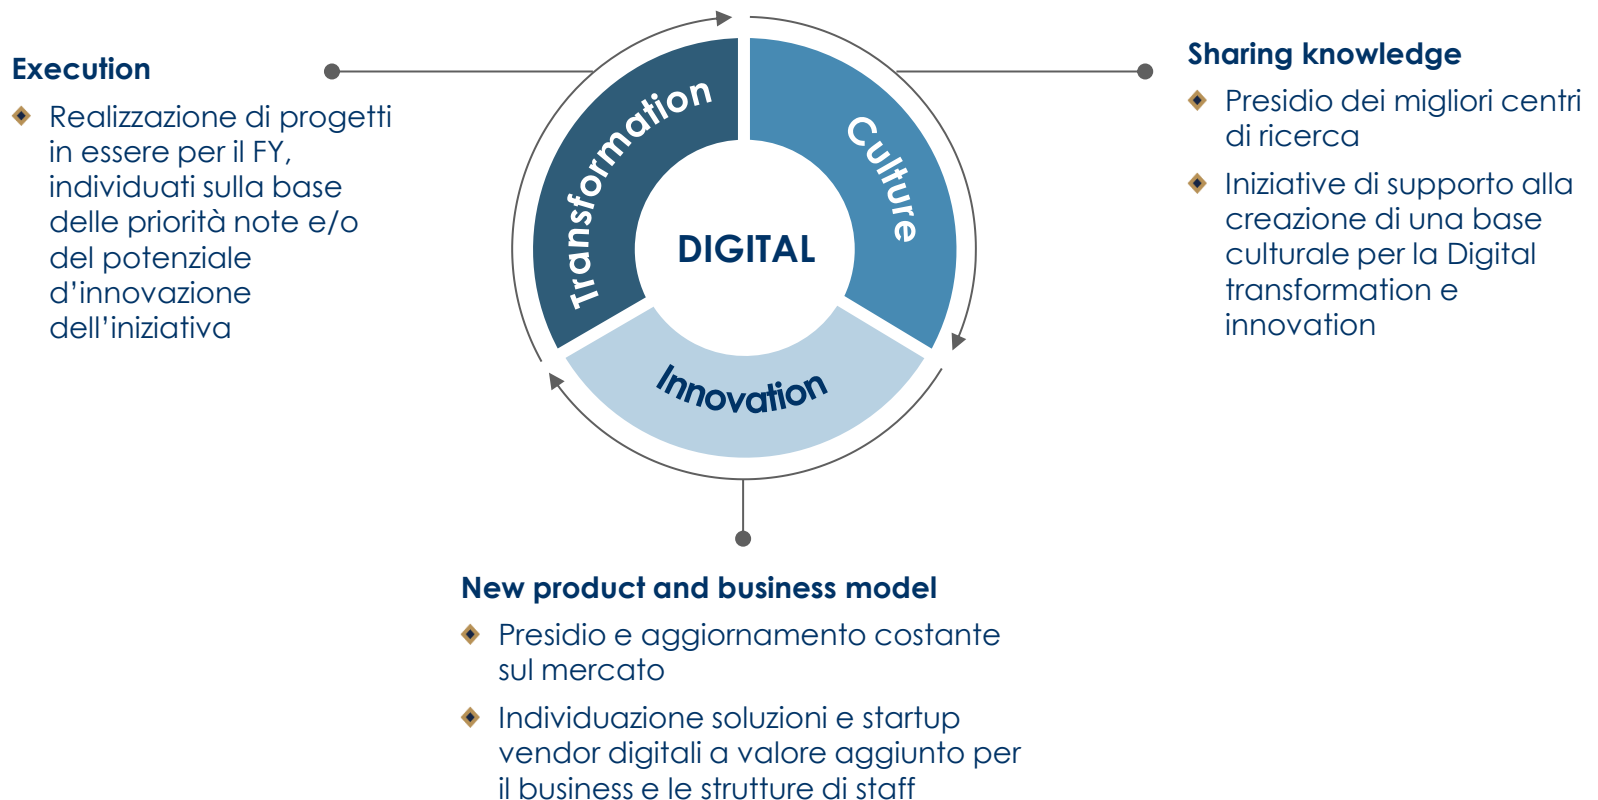 Execution
Realizzazione di progetti
in essere per il FY,
individuati sulla base
delle priorità note e/o
del potenziale
d’innovazione
dell’iniziativa
Transformation
Culture
DIGITAL
Innovation
Sharing knowledge
Presidio dei migliori centri
di ricerca
Iniziative di supporto alla
creazione di una base
culturale per la Digital
transformation e
innovation
New product and business model
Presidio e aggiornamento costante
sul mercato
Individuazione soluzioni e startup
vendor digitali a valore aggiunto per
il business e le strutture di staff